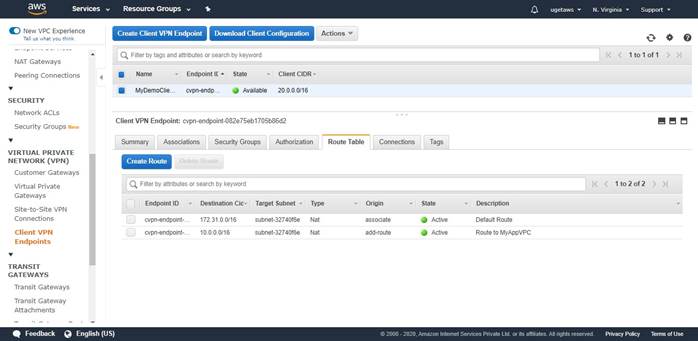 aws Services Resource Groups ugetaws N. Virginia Support
New VPC Experience
Tell us what you think
NAT Gateways
Peering Connections
SECURITY
Network ACLs
Security Groups New
VIRTUAL PRIVATE
NETWORK (VPN)
Customer Gateways
Virtual Private
Gateways
Site-to-Site VPN
Connections
Client VPN
Endpoints
TRANSIT
GATEWAYS
Transit Gateways
Transit Gateway
Attachments
Create Client VPN Endpoint Download Client Configuration Actions
Filter by tags and attributes or search by keyword 1 to 1 of 1
Name Endpoint ID State Client CIDR
MyDemoClie... cvpn-endp... Available 20.0.0.0/16
Client VPN Endpoint: cvpn-endpoint-082e75eb1705b86d2
Summary Associations Security Groups Authorization Route Table Connections Tags
Create Route Delete Route
Filter by attributes or search by keyword 1 to 2 of 2
Endpoint ID Destination Cidr Target Subnet Type Origin State Description
cvpn-endpoint-... 172.31.0.0/16 subnet-32740f6e Nat associate Active Default Route
cvpn-endpoint-... 10.0.0.0/16 subnet-32740f6e Nat add-route Active Route to MyAppVPC
Feedback English (US) © 2008 - 2020, Amazon Internet Services Private Ltd. or its affiliates. All rights reserved. Privacy Policy Terms of Use